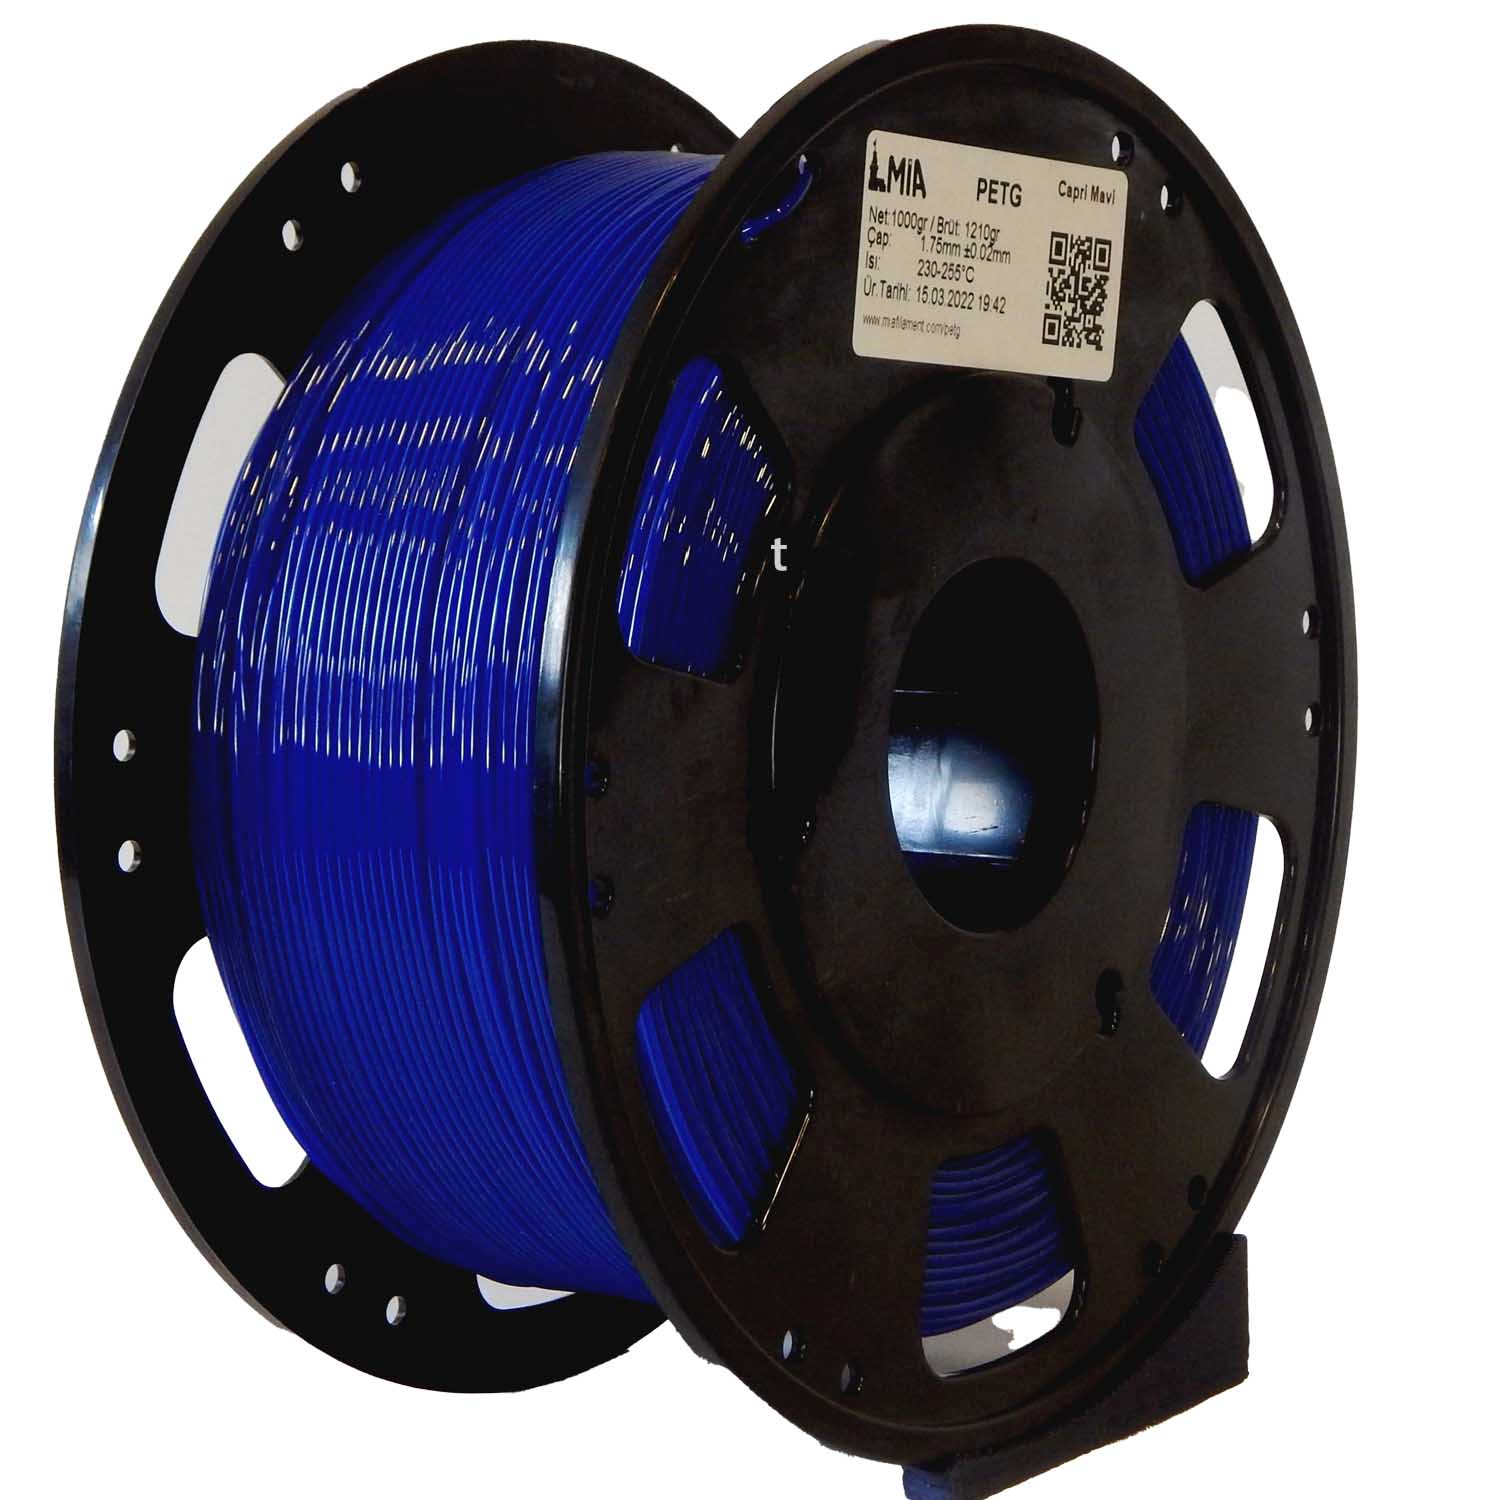 MİA PETG Capri Mavi
Net:1000gr / Brüt: 1210gr
Çap: 1.75mm ±0.02mm
Isı: 230-255°C
Ür.Tarihi: 15.03.2022 19:42
www.miafilament.com/petg
t